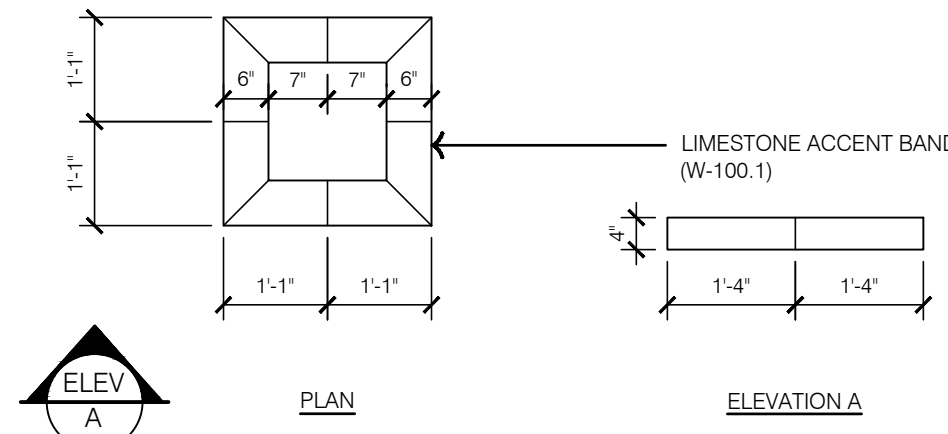 1'-1"
1'-1"
6" 7" 7" 6"
1'-1" 1'-1"
LIMESTONE ACCENT BAND
(W-100.1)
4"
1'-4" 1'-4"
ELEV
A
PLAN
ELEVATION A